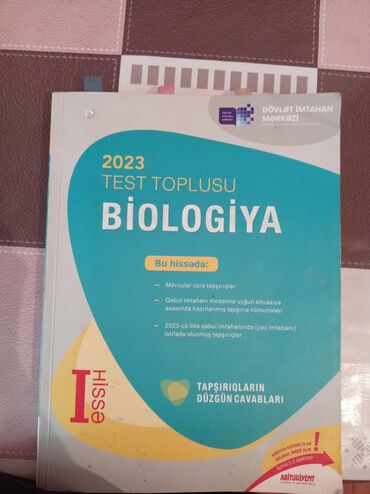 DÖVLƏT İMTAHAN
MƏRKƏZİ
2023
TEST TOPLUSU
BİOLOGİYA
Bu hissədə:
Mövzular üzrə tapşırıqlar
Qəbul imtahanı modelinə uyğun situasiya
əsasında hazırlanmış tapşırıq nümunələri
2023-cü ildə qəbul imtahanında (yaz imtahanı)
istifadə olunmuş tapşırıqlar
I Hissə
TAPŞIRIQLARIN
DÜZGÜN CAVABLARI
ABİTURİYENT